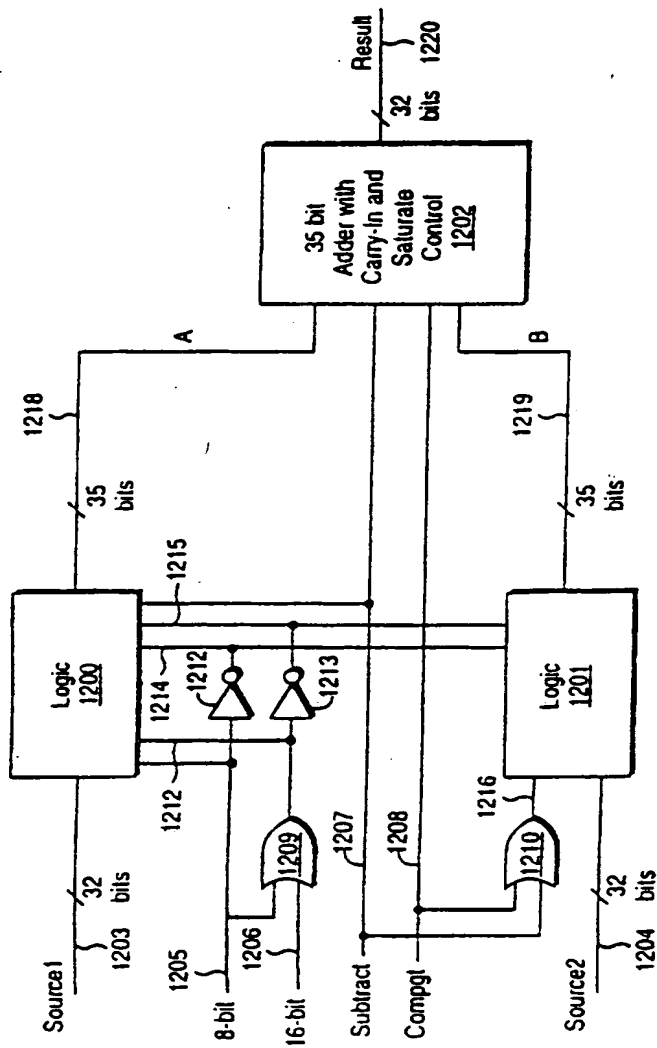 Source1
1203
32
bits
Logic
1200
35
bits
1218
A
1212
1214
1215
1205
8-bit
1206
16-bit
1209
1212
1213
Subtract
1207
Compgt
1208
35 bit
Adder with
Carry-In and
Saturate
Control
1202
32
bits
Result
1220
1210
1216
Source2
1204
32
bits
Logic
1201
35
bits
1219
B